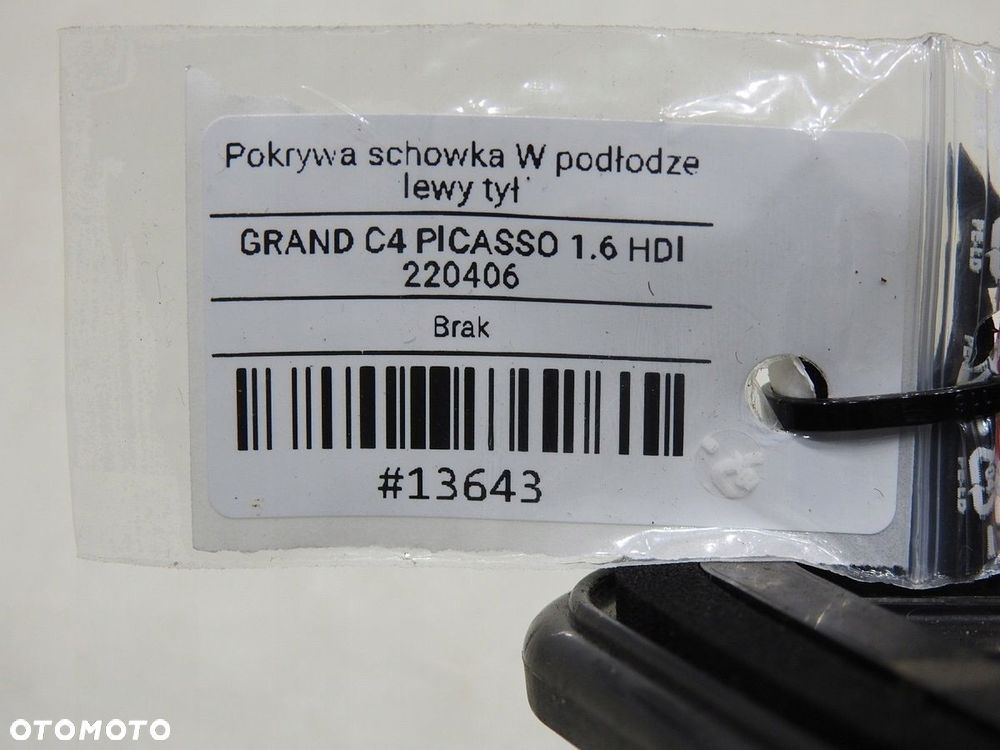 Pokrywa schowka W podłodze
lewy tył
GRAND C4 PICASSO 1.6 HDI
220406
Brak
#13643
OTOMOTO